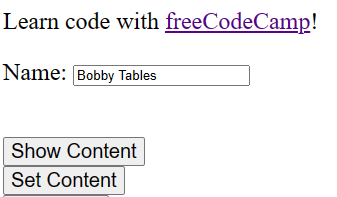 Learn code with freeCodeCamp!
Name: Bobby Tables
Show Content
Set Content